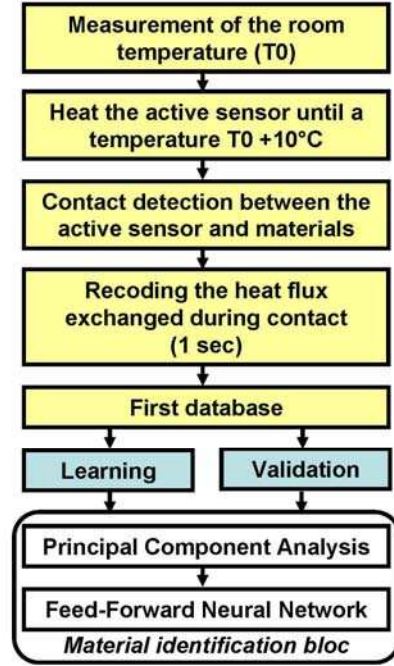 Measurement of the room
temperature (T0)
Heat the active sensor until a
temperature T0 +10°C
Contact detection between the
active sensor and materials
Recoding the heat flux
exchanged during contact
(1 sec)
First database
Learning
Validation
Principal Component Analysis
Feed-Forward Neural Network
Material identification bloc